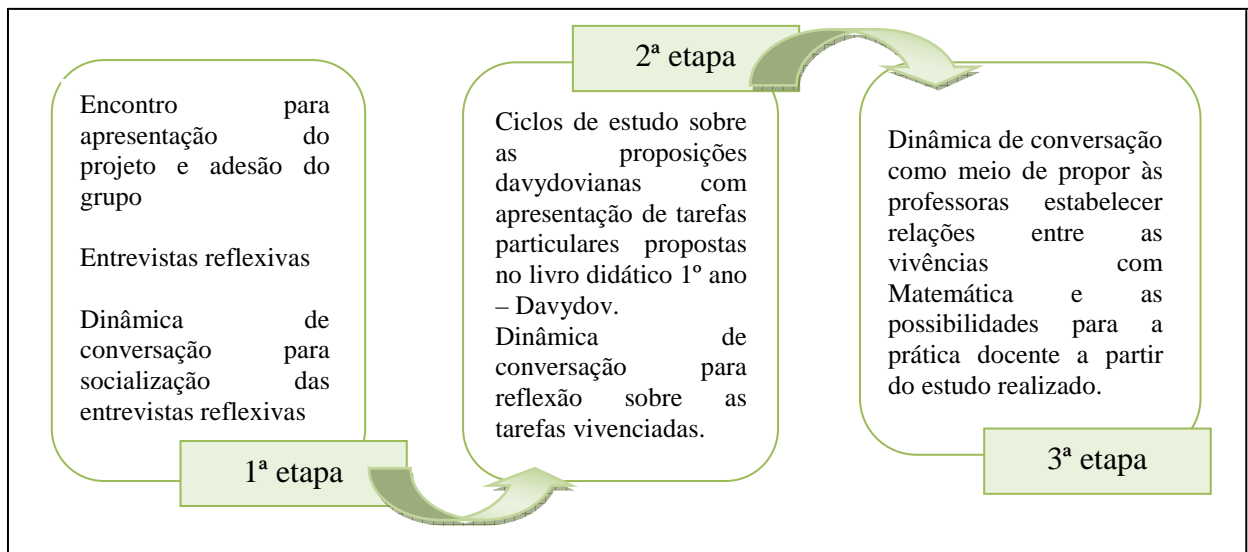 Encontro para
apresentação do
projeto e adesão do
grupo
Entrevistas reflexivas
Dinâmica de
conversação para
socialização das
entrevistas reflexivas
1ª etapa
2ª etapa
Ciclos de estudo sobre
as proposições
davydovianas com
apresentação de tarefas
particulares propostas
no livro didático 1º ano
– Davydov.
Dinâmica de
conversação para
reflexão sobre as
tarefas vivenciadas.
Dinâmica de conversação
como meio de propor às
professoras estabelecer
relações entre as
vivências com
Matemática e as
possibilidades para a
prática docente a partir
do estudo realizado.
3ª etapa